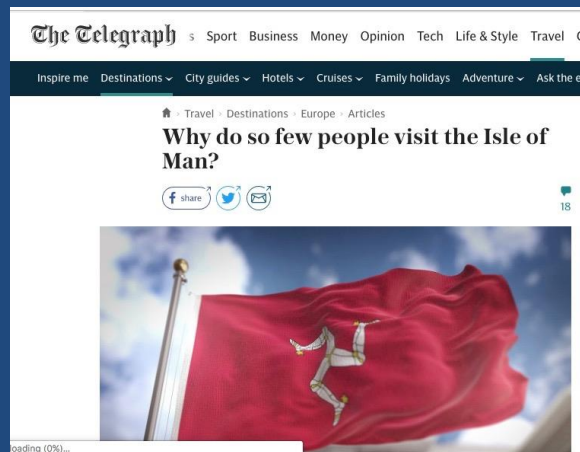 The Telegraph s Sport Business Money Opinion Tech Life & Style Travel
Inspire me Destinations City guides Hotels Cruises Family holidays Adventure Ask the e
Travel Destinations Europe Articles
Why do so few people visit the Isle of
Man?
f share
18
loading (0%)...